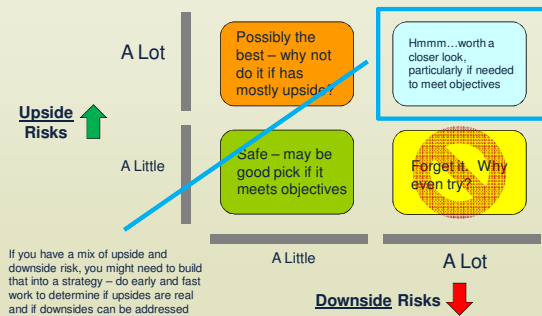 A Lot
Possibly the
best – why not
do it if has
mostly upside?
Hmmm…worth a
closer look,
particularly if needed
to meet objectives
Upside
Risks
A Little
Safe – may be
good pick if it
meets objectives
Forget it. Why
even try?
A Little
A Lot
If you have a mix of upside and
downside risk, you might need to build
that into a strategy – do early and fast
work to determine if upsides are real
and if downsides can be addressed
Downside Risks